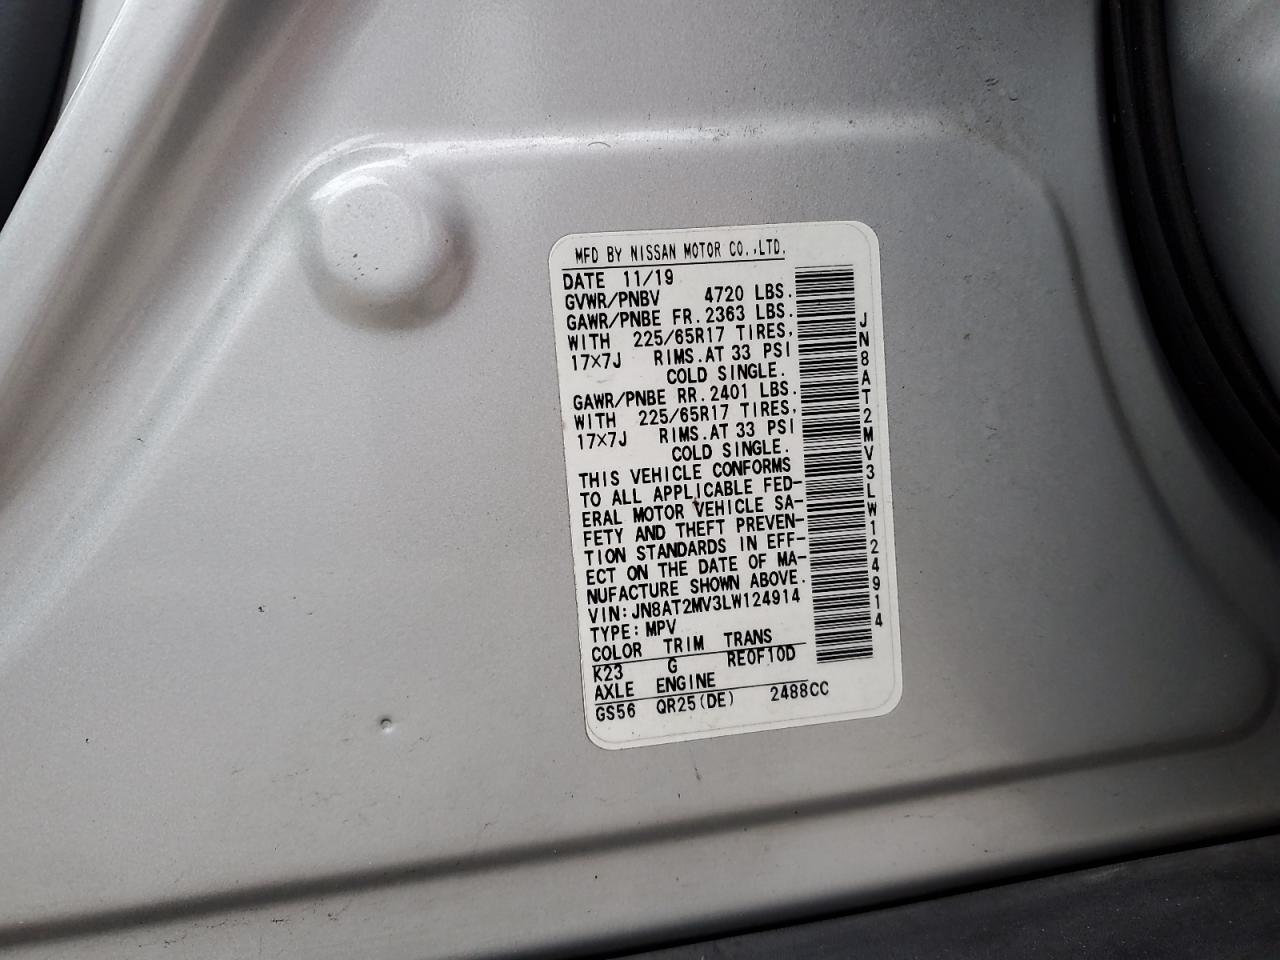 MFD BY NISSAN MOTOR CO.,LTD.
DATE 11/19
GVWR/PNBV 4720 LBS.
GAWR/PNBE FR. 2363 LBS.
WITH 225/65R17 TIRES,
17×7J RIMS.AT 33 PSI
COLD SINGLE.
GAWR/PNBE RR. 2401 LBS.
WITH 225/65R17 TIRES,
17×7J RIMS.AT 33 PSI
COLD SINGLE.
THIS VEHICLE CONFORMS
TO ALL APPLICABLE FED-
ERAL MOTOR VEHICLE SA-
FETY AND THEFT PREVEN-
TION STANDARDS IN EFF-
ECT ON THE DATE OF MA-
NUFACTURE SHOWN ABOVE.
VIN:JN8AT2MV3LW124914
TYPE:MPV
COLOR TRIM TRANS
K23 G RE0F10D
AXLE ENGINE
GS56 QR25(DE) 2488CC
JN8AT2MV3LW124914